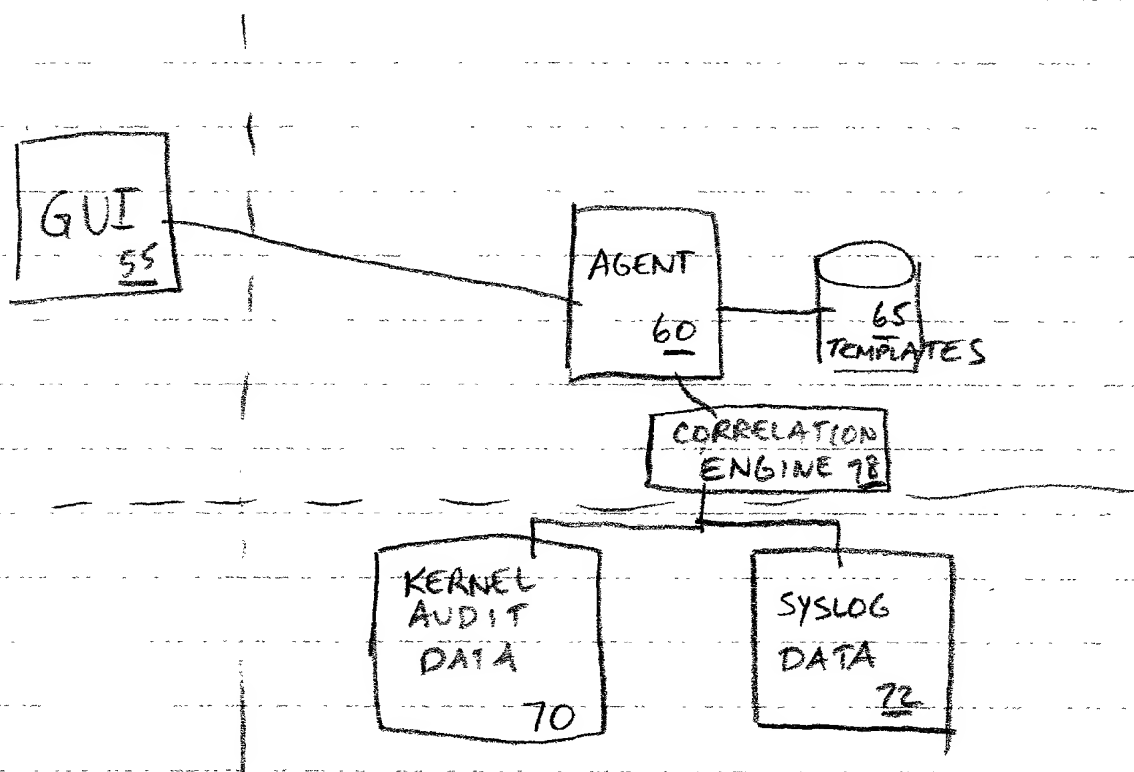 GUI
55
AGENT
60
65
TEMPLATES
CORRELATION
ENGINE 78
KERNEL
AUDIT
DATA
70
SYSLOG
DATA
72